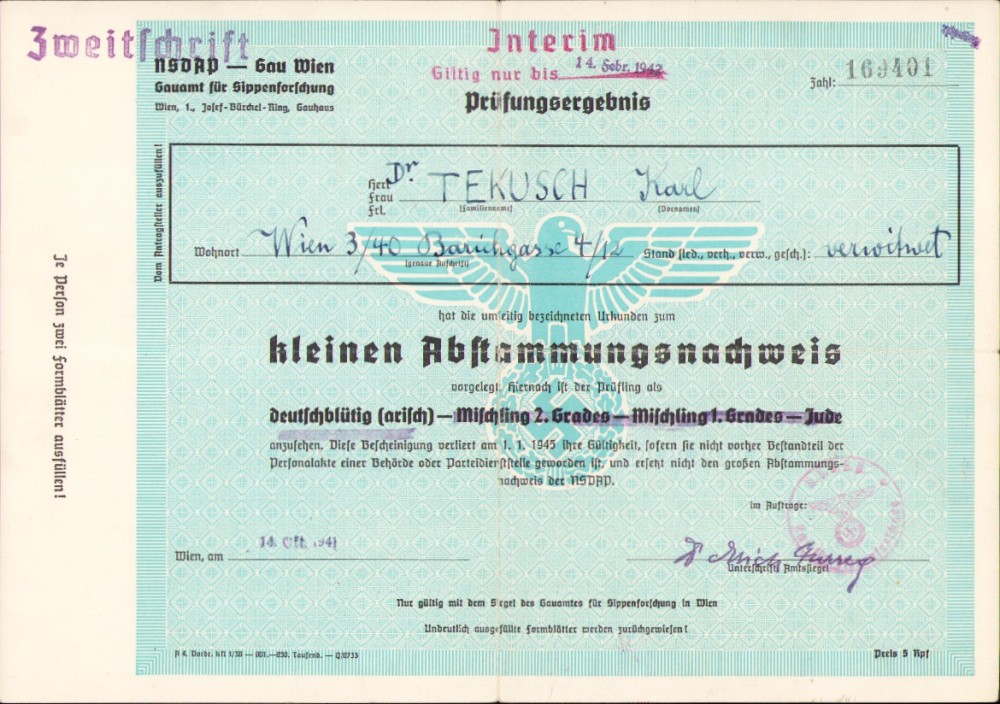 Zweitschrift
NSDAP — Gau Wien
Gauamt für Sippenforschung
Wien, 1., Josef-Bürckel-Ring, Gauhaus
Interim
Giltig nur bis 14. Febr. 1942
Prüfungsergebnis
Zahl: 169401
Vom Antragsteller auszufüllen!
Je Person zwei Formblätter ausfüllen!
Herr
Frau
Frl.
Dr TEKUSCH Karl
(Familienname) (Vornamen)
Wohnort Wien 3/40 Barichgasse 4/12 Stand (led., verh., verw., gesch.): verwitwet
(genaue Anschrift)
hat die umseitig bezeichneten Urkunden zum
kleinen Abstammungsnachweis
vorgelegt. Hiernach ist der Prüfling als
deutschblütig (arisch) — Mischling 2. Grades — Mischling 1. Grades — Jude
anzusehen. Diese Bescheinigung verliert am 1. 1. 1945 ihre Gültigkeit, sofern sie nicht vorher Bestandteil der
Personalakte einer Behörde oder Parteidienststelle geworden ist, und ersetzt nicht den großen Abstammungs-
nachweis der NSDAP.
im Auftrage:
Wien, am 14. Okt. 1941
Unterschrift Amtssiegel
Nur gültig mit dem Siegel des Gauamtes für Sippenforschung in Wien
Undeutlich ausgefüllte Formblätter werden zurückgewiesen!
Preis 5 Rpf